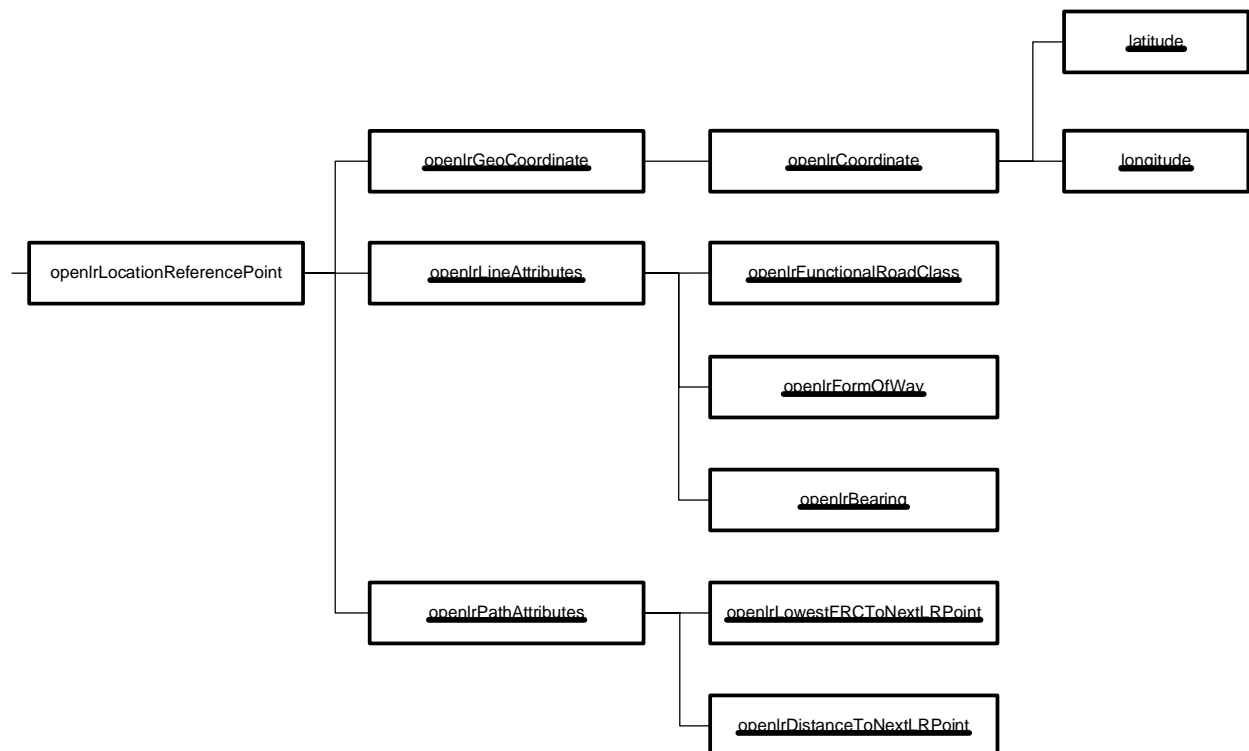 latitude
openlrGeoCoordinate
openlrCoordinate
longitude
openlrLocationReferencePoint
openlrLineAttributes
openlrFunctionalRoadClass
openlrFormOfWay
openlrBearing
openlrPathAttributes
openlrLowestFRCToNextLRPoint
openlrDistanceToNextLRPoint